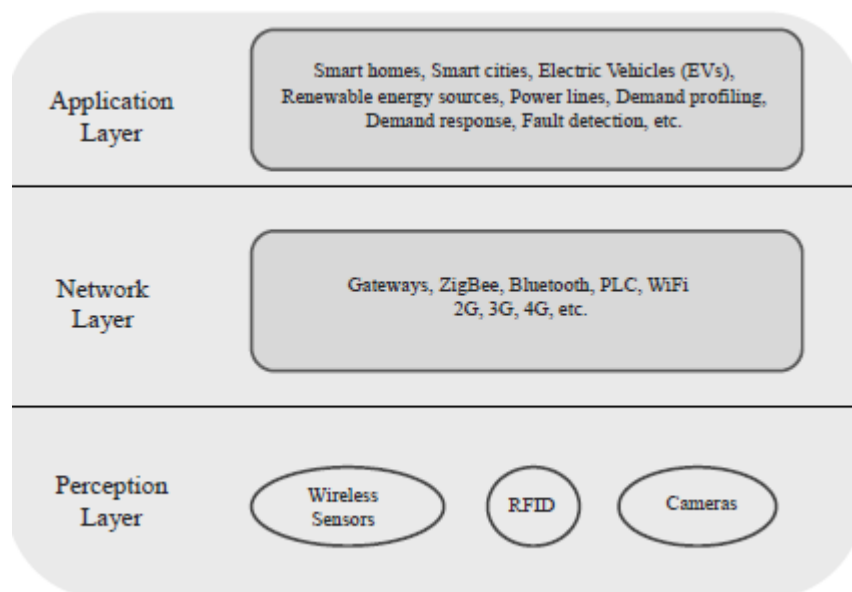 Application
Layer
Smart homes, Smart cities, Electric Vehicles (EVs),
Renewable energy sources, Power lines, Demand profiling,
Demand response, Fault detection, etc.
Network
Layer
Gateways, ZigBee, Bluetooth, PLC, WiFi
2G, 3G, 4G, etc.
Perception
Layer
Wireless
Sensors
RFID
Cameras